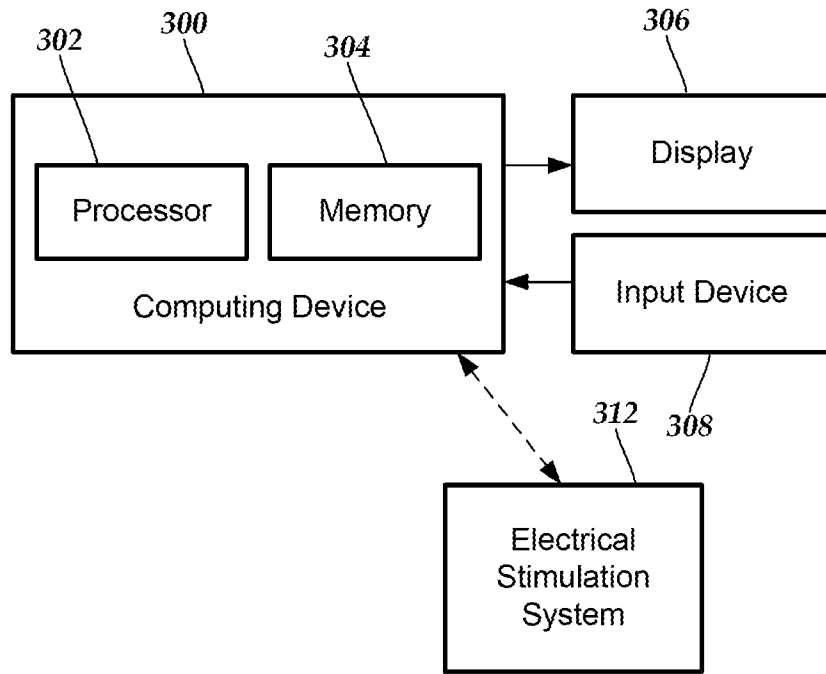 302
300
304
306
Processor
Memory
Computing Device
Display
Input Device
308
312
Electrical
Stimulation
System